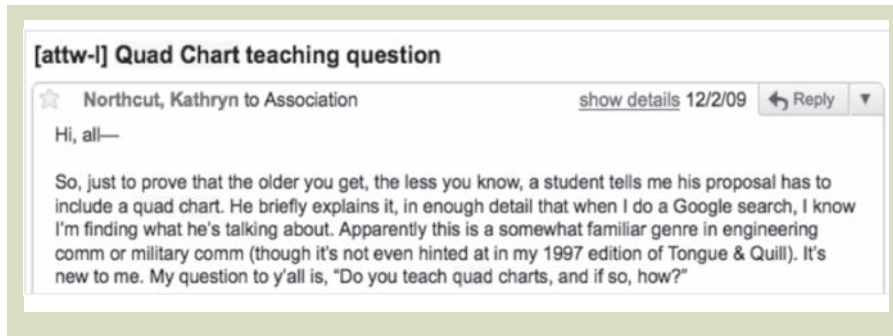 [attw-l] Quad Chart teaching question
Northcut, Kathryn to Association show details 12/2/09 Reply
Hi, all—
So, just to prove that the older you get, the less you know, a student tells me his proposal has to
include a quad chart. He briefly explains it, in enough detail that when I do a Google search, I know
I'm finding what he's talking about. Apparently this is a somewhat familiar genre in engineering
comm or military comm (though it's not even hinted at in my 1997 edition of Tongue & Quill). It's
new to me. My question to y'all is, "Do you teach quad charts, and if so, how?"